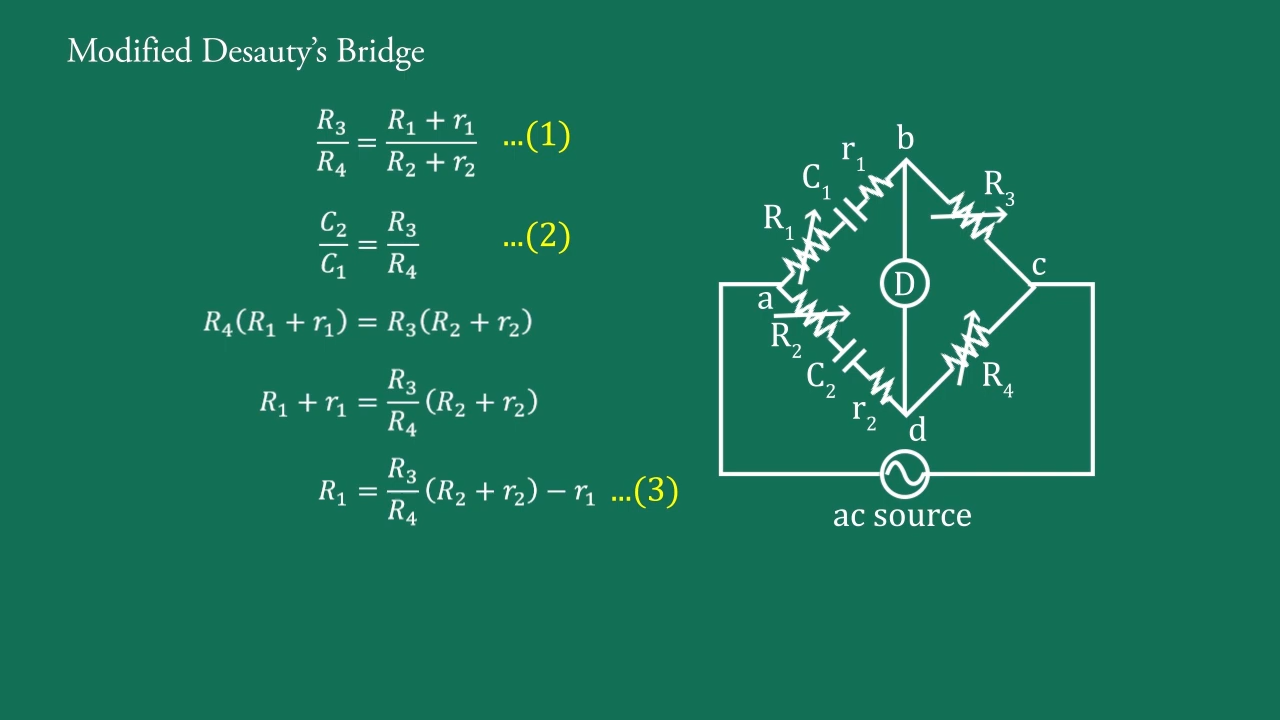 Modified Desauty's Bridge
R₃/R₄ = (R₁ + r₁)/(R₂ + r₂) ...(1)
C₂/C₁ = R₃/R₄ ...(2)
R₄(R₁ + r₁) = R₃(R₂ + r₂)
R₁ + r₁ = R₃/R₄ (R₂ + r₂)
R₁ = R₃/R₄ (R₂ + r₂) − r₁ ...(3)
b
r₁
C₁
R₃
R₁
c
D
a
R₂
C₂
R₄
r₂
d
ac source